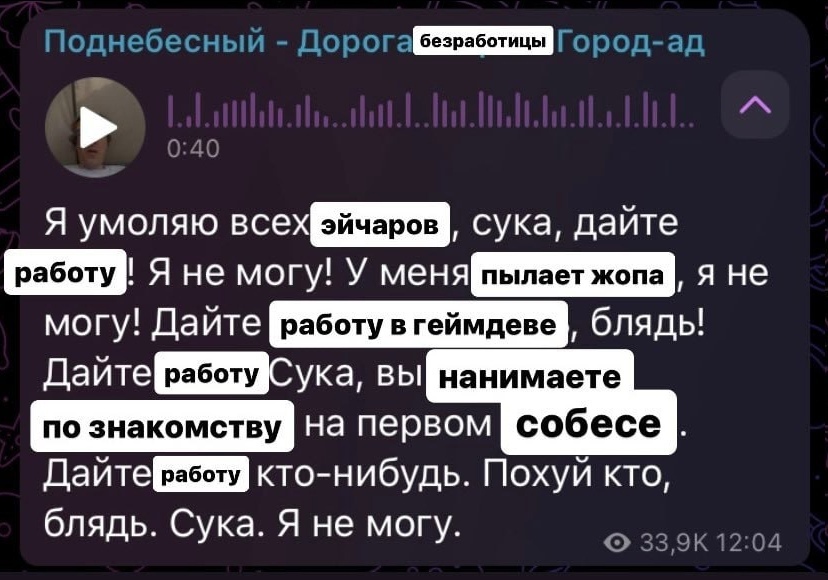 Поднебесный - Дорога безработицы Город-ад
0:40
Я умоляю всех эйчаров, сука, дайте
работу! Я не могу! У меня пылает жопа, я не
могу! Дайте работу в геймдеве, блядь!
Дайте работу Сука, вы нанимаете
по знакомству на первом собесе.
Дайте работу кто-нибудь. Похуй кто,
блядь. Сука. Я не могу.
33,9K 12:04